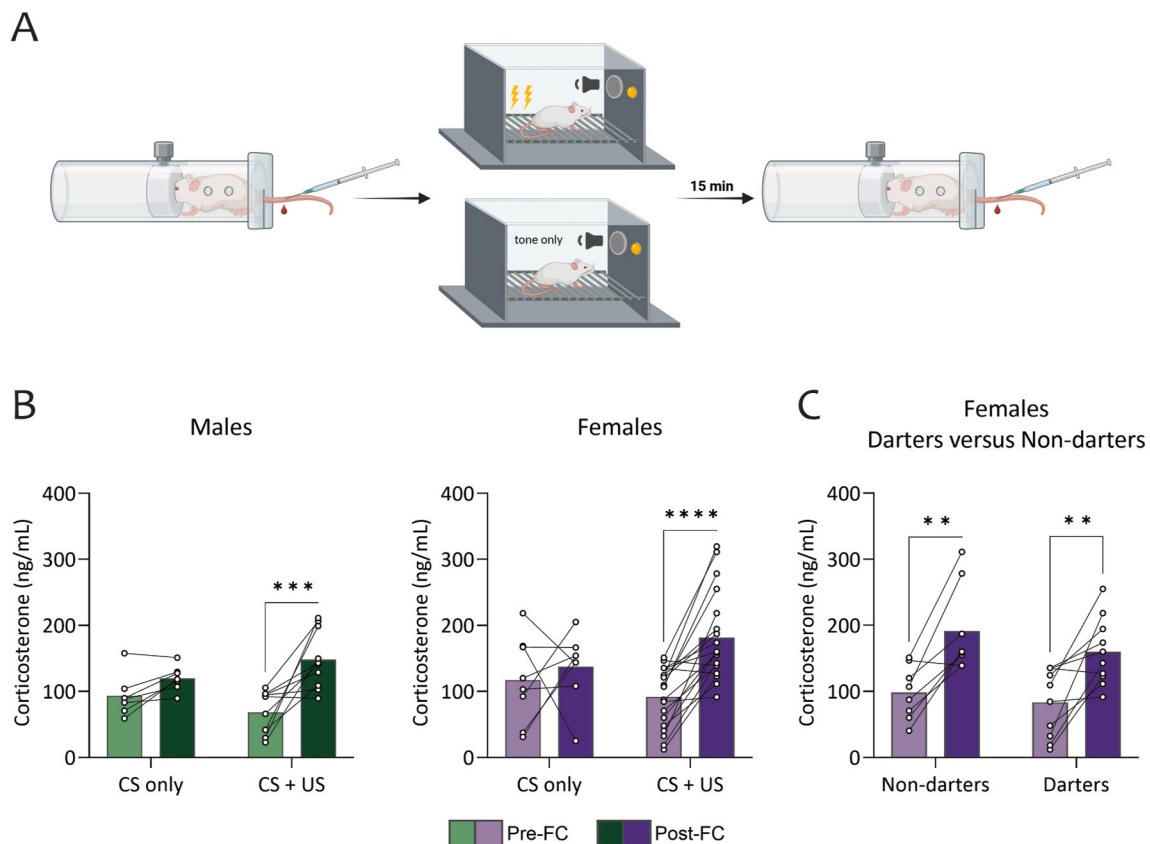 A
tone only
15 min
B
Males
Females
C
Females
Darters versus Non-darters
Corticosterone (ng/mL)
400
300
200
100
0
***
CS only
CS + US
Corticosterone (ng/mL)
400
300
200
100
0
****
CS only
CS + US
Corticosterone (ng/mL)
400
300
200
100
0
**
**
Non-darters
Darters
Pre-FC
Post-FC